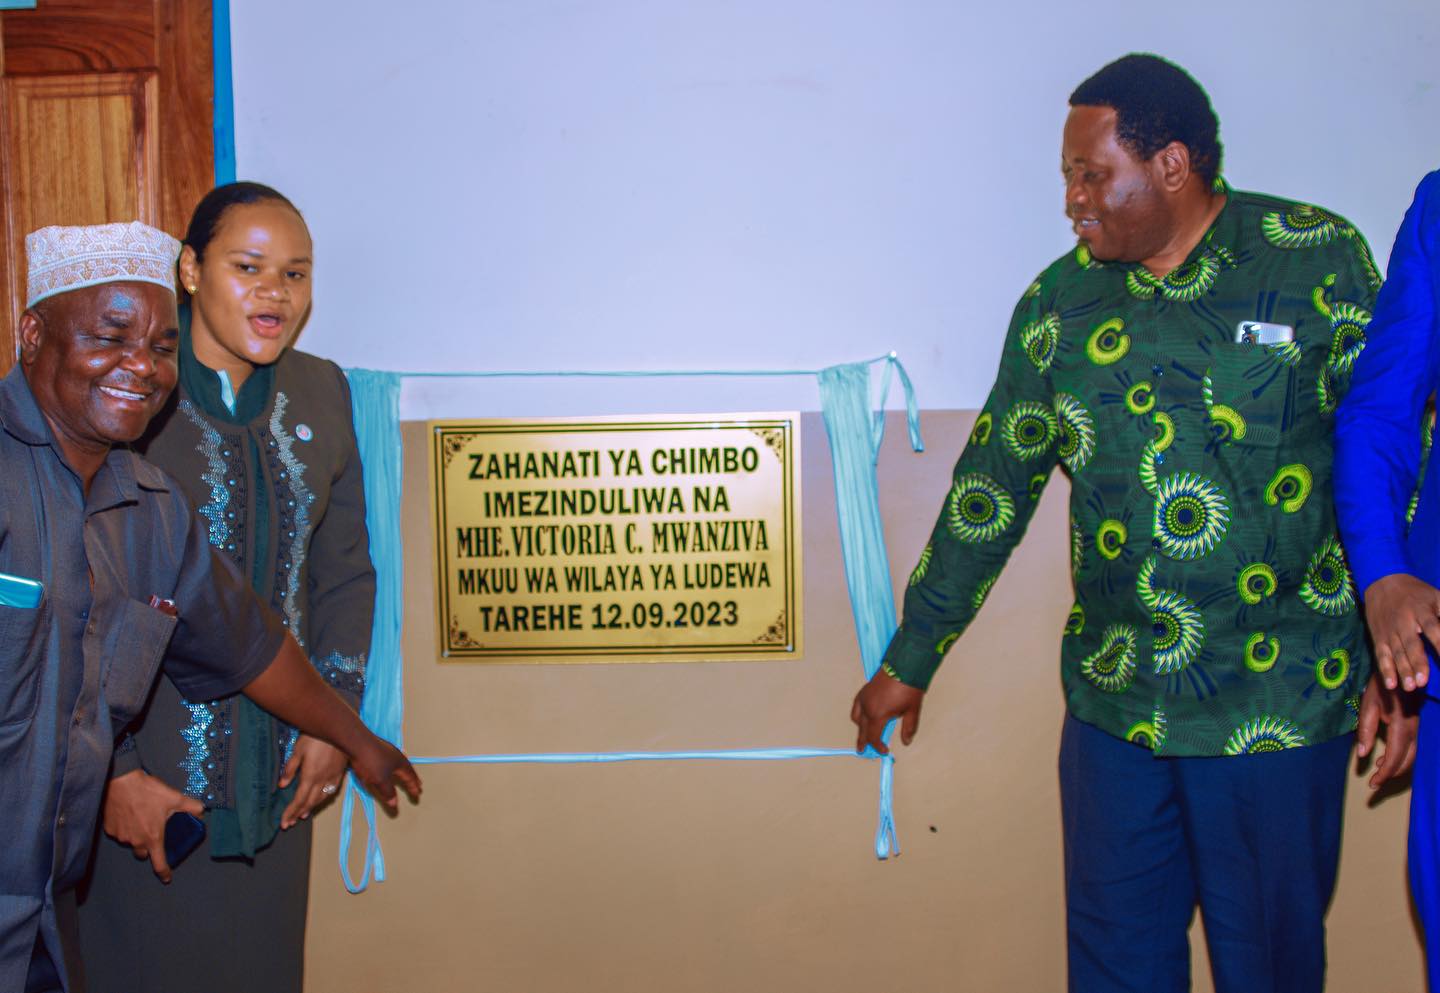 ZAHANATI YA CHIMBO
IMEZINDULIWA NA
MHE. VICTORIA C. MWANZIVA
MKUU WA WILAYA YA LUDEWA
TAREHE 12.09.2023